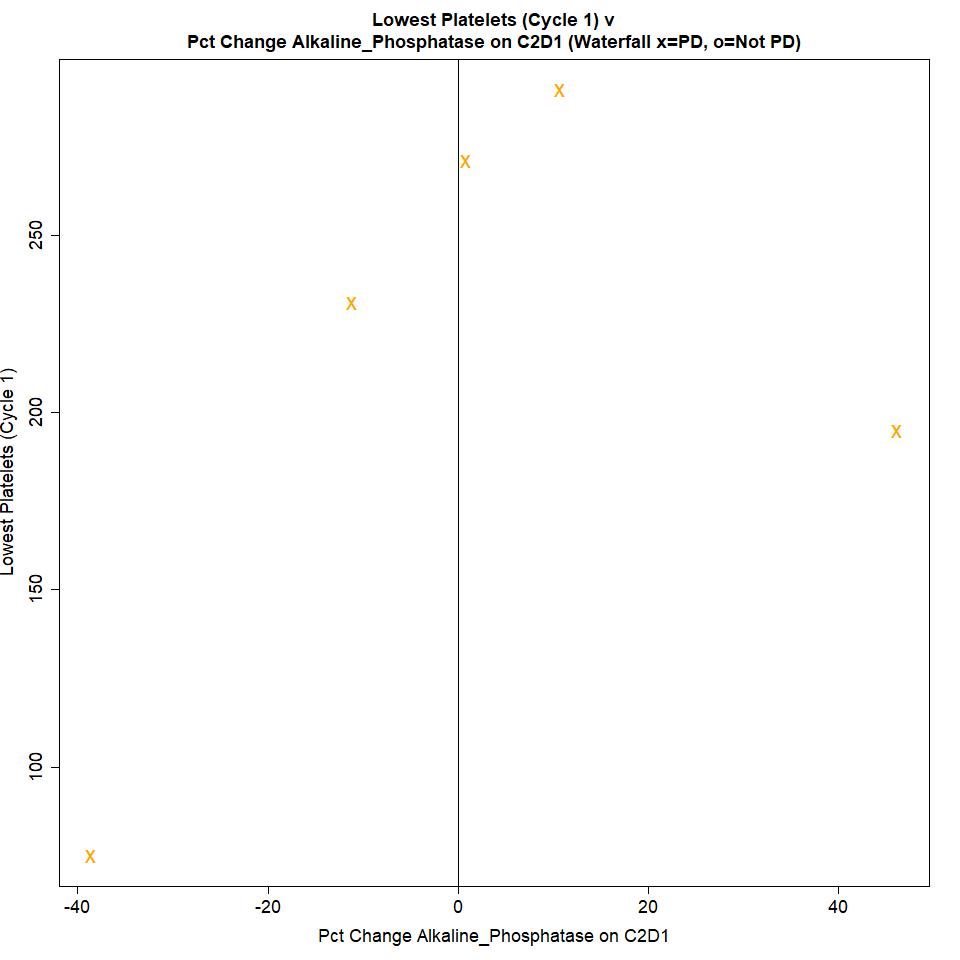 Lowest Platelets (Cycle 1) v
Pct Change Alkaline_Phosphatase on C2D1 (Waterfall x=PD, o=Not PD)
X
X
250
X
200
Lowest Platelets (Cycle 1)
X
150
100
X
-40 -20 0 20 40
Pct Change Alkaline_Phosphatase on C2D1